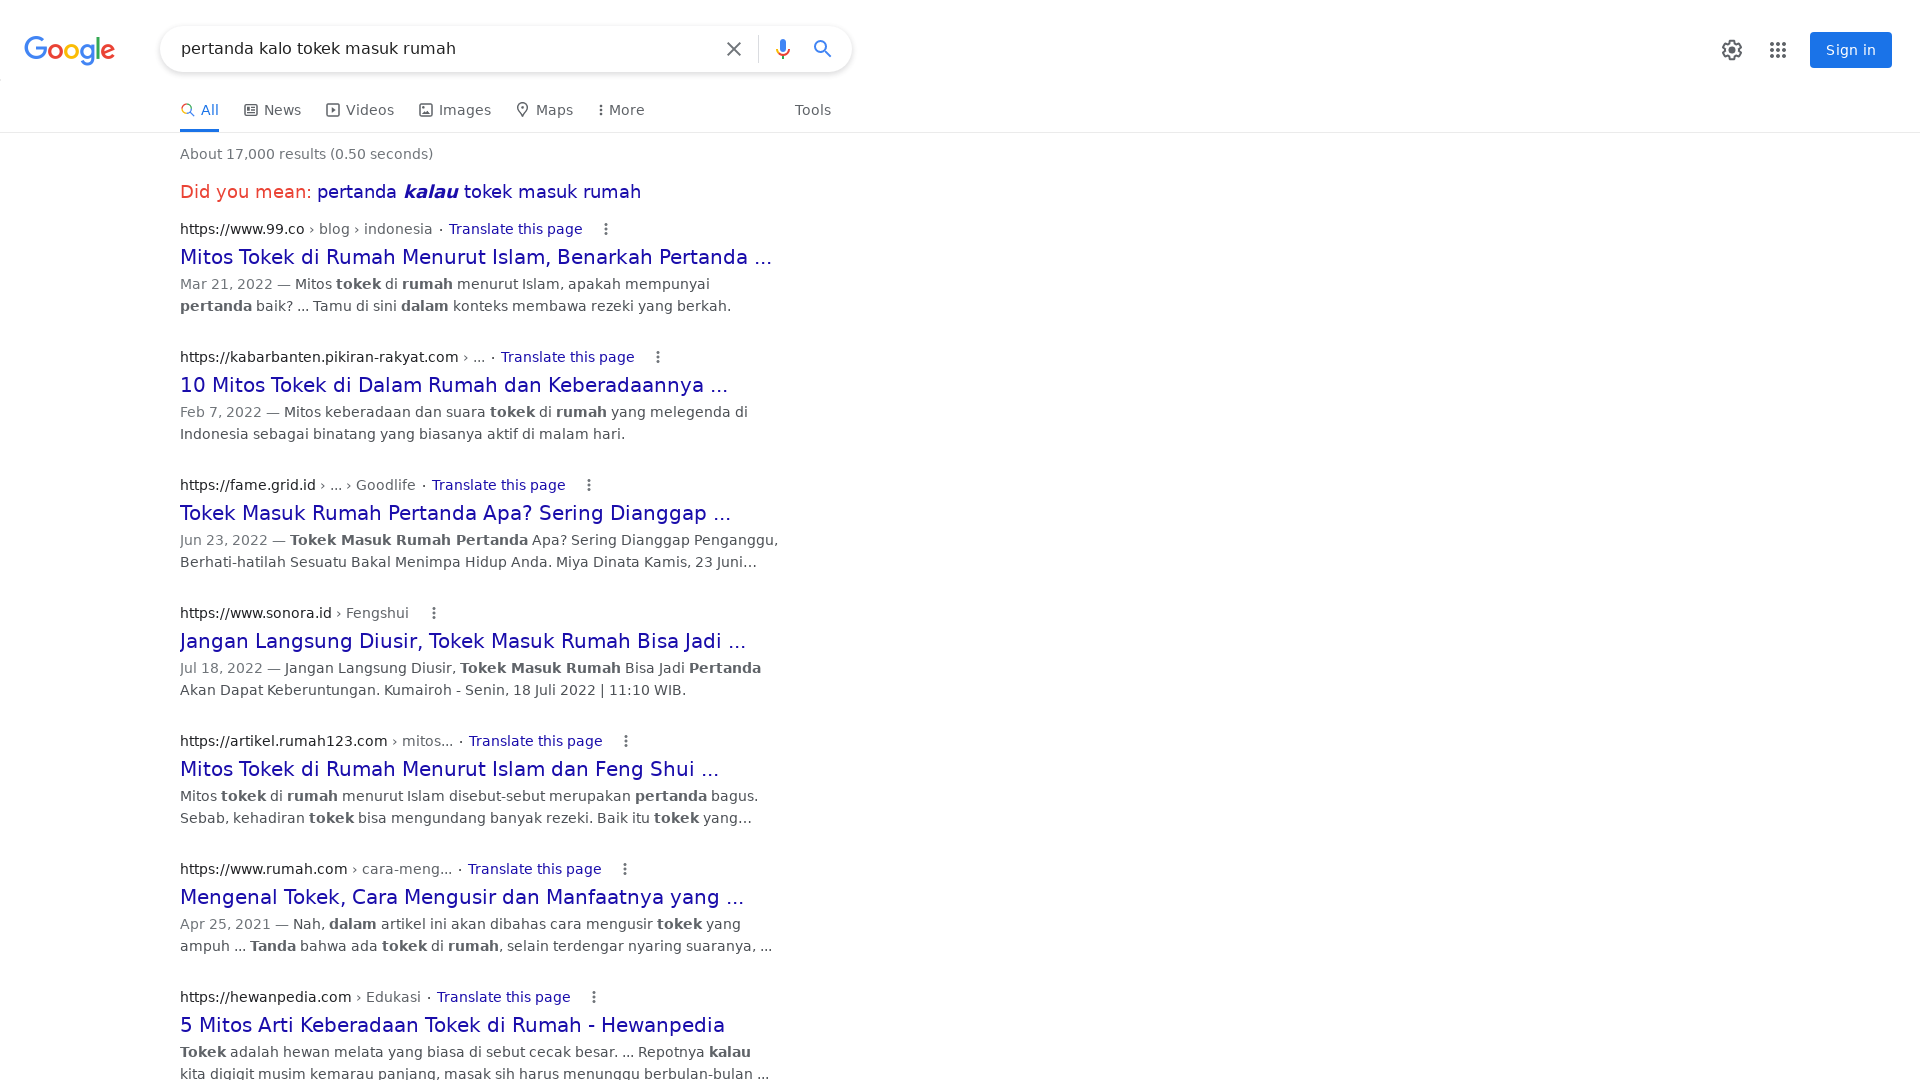 Google
pertanda kalo tokek masuk rumah
Sign in
All News Videos Images Maps More Tools
About 17,000 results (0.50 seconds)
Did you mean: pertanda kalau tokek masuk rumah
https://www.99.co › blog › indonesia · Translate this page
Mitos Tokek di Rumah Menurut Islam, Benarkah Pertanda ...
Mar 21, 2022 — Mitos tokek di rumah menurut Islam, apakah mempunyai
pertanda baik? ... Tamu di sini dalam konteks membawa rezeki yang berkah.
https://kabarbanten.pikiran-rakyat.com › ... · Translate this page
10 Mitos Tokek di Dalam Rumah dan Keberadaannya ...
Feb 7, 2022 — Mitos keberadaan dan suara tokek di rumah yang melegenda di
Indonesia sebagai binatang yang biasanya aktif di malam hari.
https://fame.grid.id › ... › Goodlife · Translate this page
Tokek Masuk Rumah Pertanda Apa? Sering Dianggap ...
Jun 23, 2022 — Tokek Masuk Rumah Pertanda Apa? Sering Dianggap Penganggu,
Berhati-hatilah Sesuatu Bakal Menimpa Hidup Anda. Miya Dinata Kamis, 23 Juni...
https://www.sonora.id › Fengshui
Jangan Langsung Diusir, Tokek Masuk Rumah Bisa Jadi ...
Jul 18, 2022 — Jangan Langsung Diusir, Tokek Masuk Rumah Bisa Jadi Pertanda
Akan Dapat Keberuntungan. Kumairoh - Senin, 18 Juli 2022 | 11:10 WIB.
https://artikel.rumah123.com › mitos... · Translate this page
Mitos Tokek di Rumah Menurut Islam dan Feng Shui ...
Mitos tokek di rumah menurut Islam disebut-sebut merupakan pertanda bagus.
Sebab, kehadiran tokek bisa mengundang banyak rezeki. Baik itu tokek yang...
https://www.rumah.com › cara-meng... · Translate this page
Mengenal Tokek, Cara Mengusir dan Manfaatnya yang ...
Apr 25, 2021 — Nah, dalam artikel ini akan dibahas cara mengusir tokek yang
ampuh ... Tanda bahwa ada tokek di rumah, selain terdengar nyaring suaranya, ...
https://hewanpedia.com › Edukasi · Translate this page
5 Mitos Arti Keberadaan Tokek di Rumah - Hewanpedia
Tokek adalah hewan melata yang biasa di sebut cecak besar. ... Repotnya kalau
kita digigit musim kemarau panjang, masak sih harus menunggu berbulan-bulan ...